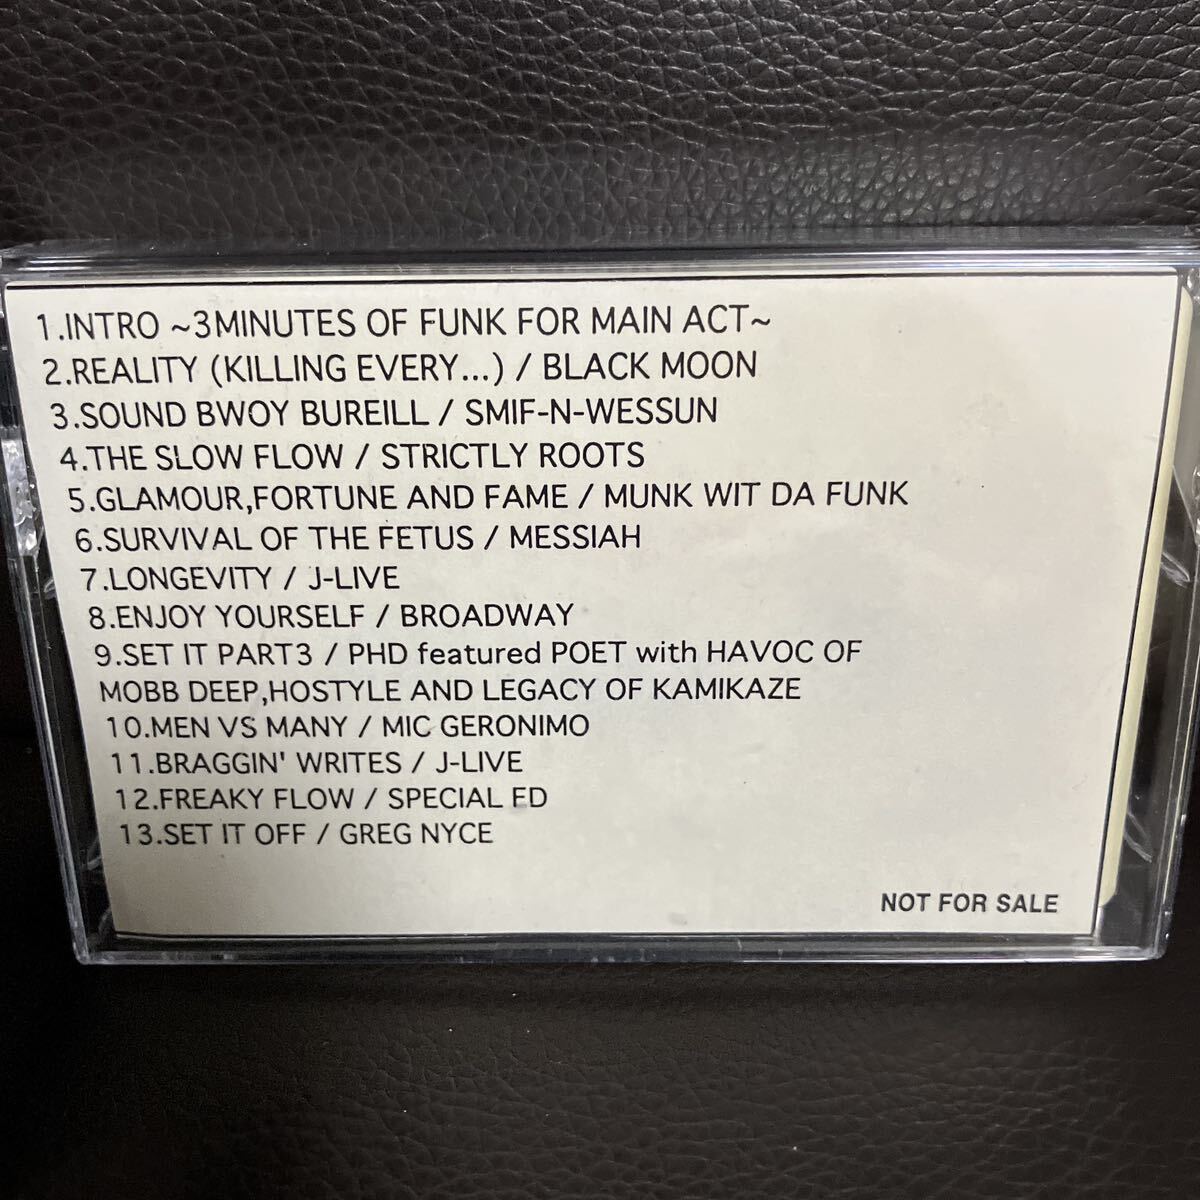 1.INTRO ~3MINUTES OF FUNK FOR MAIN ACT~
2.REALITY (KILLING EVERY...) / BLACK MOON
3.SOUND BWOY BUREILL / SMIF-N-WESSUN
4.THE SLOW FLOW / STRICTLY ROOTS
5.GLAMOUR,FORTUNE AND FAME / MUNK WIT DA FUNK
6.SURVIVAL OF THE FETUS / MESSIAH
7.LONGEVITY / J-LIVE
8.ENJOY YOURSELF / BROADWAY
9.SET IT PART3 / PHD featured POET with HAVOC OF
MOBB DEEP,HOSTYLE AND LEGACY OF KAMIKAZE
10.MEN VS MANY / MIC GERONIMO
11.BRAGGIN' WRITES / J-LIVE
12.FREAKY FLOW / SPECIAL ED
13.SET IT OFF / GREG NYCE
NOT FOR SALE